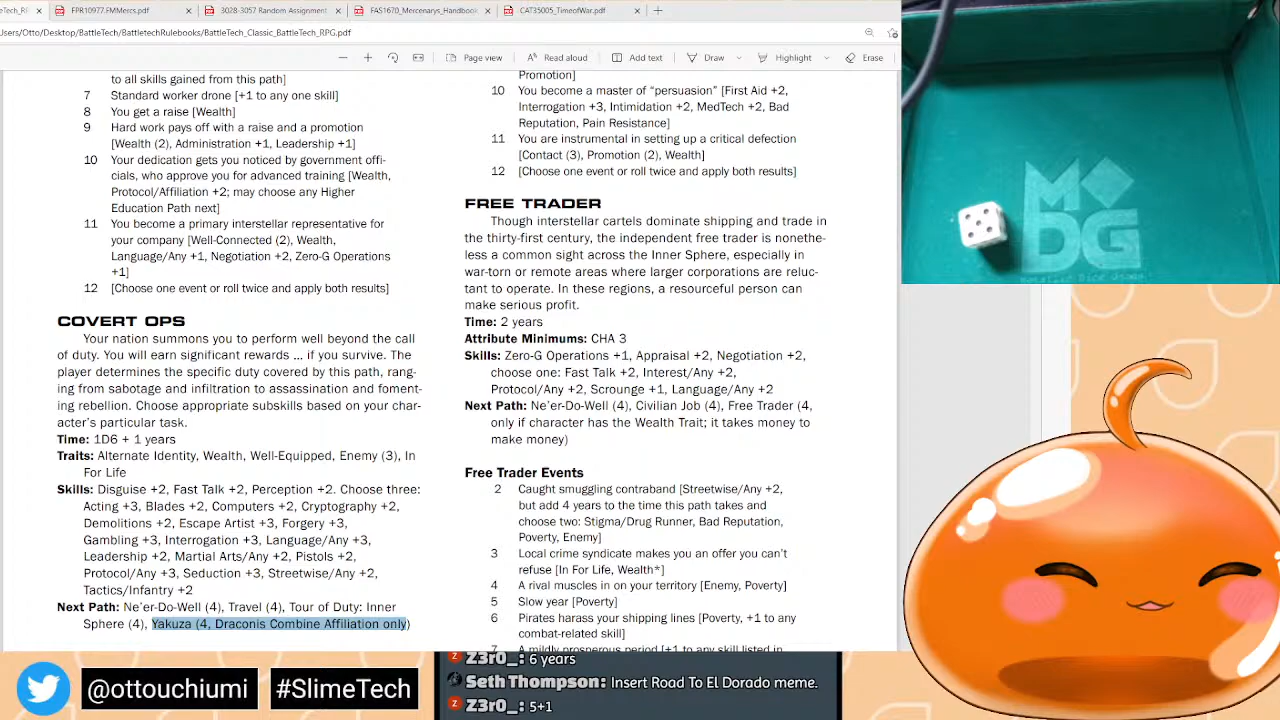 eTech_RI...
FPR10977.FMMercs.pdf
3028-3057 Random Assignment
FAS1670_Mercenarys_Handbook
CAT35005_TimeofWar.pdf
sers/Otto/Desktop/BattleTech/BattletechRulebooks/BattleTech_Classic_BattleTech_RPG.pdf
Page view
Read aloud
Add text
Draw
Highlight
Erase
to all skills gained from this path]
7 Standard worker drone [+1 to any one skill]
8 You get a raise [Wealth]
9 Hard work pays off with a raise and a promotion
[Wealth (2), Administration +1, Leadership +1]
10 Your dedication gets you noticed by government offi-
cials, who approve you for advanced training [Wealth,
Protocol/Affiliation +2; may choose any Higher
Education Path next]
11 You become a primary interstellar representative for
your company [Well-Connected (2), Wealth,
Language/Any +1, Negotiation +2, Zero-G Operations
+1]
12 [Choose one event or roll twice and apply both results]
COVERT OPS
Your nation summons you to perform well beyond the call
of duty. You will earn significant rewards ... if you survive. The
player determines the specific duty covered by this path, rang-
ing from sabotage and infiltration to assassination and foment-
ing rebellion. Choose appropriate subskills based on your char-
acter's particular task.
Time: 1D6 + 1 years
Traits: Alternate Identity, Wealth, Well-Equipped, Enemy (3), In
For Life
Skills: Disguise +2, Fast Talk +2, Perception +2. Choose three:
Acting +3, Blades +2, Computers +2, Cryptography +2,
Demolitions +2, Escape Artist +3, Forgery +3,
Gambling +3, Interrogation +3, Language/Any +3,
Leadership +2, Martial Arts/Any +2, Pistols +2,
Protocol/Any +3, Seduction +3, Streetwise/Any +2,
Tactics/Infantry +2
Next Path: Ne'er-Do-Well (4), Travel (4), Tour of Duty: Inner
Sphere (4), Yakuza (4, Draconis Combine Affiliation only)
Promotion]
10 You become a master of “persuasion” [First Aid +2,
Interrogation +3, Intimidation +2, MedTech +2, Bad
Reputation, Pain Resistance]
11 You are instrumental in setting up a critical defection
[Contact (3), Promotion (2), Wealth]
12 [Choose one event or roll twice and apply both results]
FREE TRADER
Though interstellar cartels dominate shipping and trade in
the thirty-first century, the independent free trader is nonethe-
less a common sight across the Inner Sphere, especially in
war-torn or remote areas where larger corporations are reluc-
tant to operate. In these regions, a resourceful person can
make serious profit.
Time: 2 years
Attribute Minimums: CHA 3
Skills: Zero-G Operations +1, Appraisal +2, Negotiation +2,
choose one: Fast Talk +2, Interest/Any +2,
Protocol/Any +2, Scrounge +1, Language/Any +2
Next Path: Ne'er-Do-Well (4), Civilian Job (4), Free Trader (4,
only if character has the Wealth Trait; it takes money to
make money)
Free Trader Events
2 Caught smuggling contraband [Streetwise/Any +2,
but add 4 years to the time this path takes and
choose two: Stigma/Drug Runner, Bad Reputation,
Poverty, Enemy]
3 Local crime syndicate makes you an offer you can't
refuse [In For Life, Wealth*]
4 A rival muscles in on your territory [Enemy, Poverty]
5 Slow year [Poverty]
6 Pirates harass your shipping lines [Poverty, +1 to any
combat-related skill]
7 A mildly prosperous period [+1 to any skill listed in
M
DG
@ottouchiumi
#SlimeTech
Z3r0_: 6 years
Seth Thompson: Insert Road To El Dorado meme.
Z3r0_: 5+1